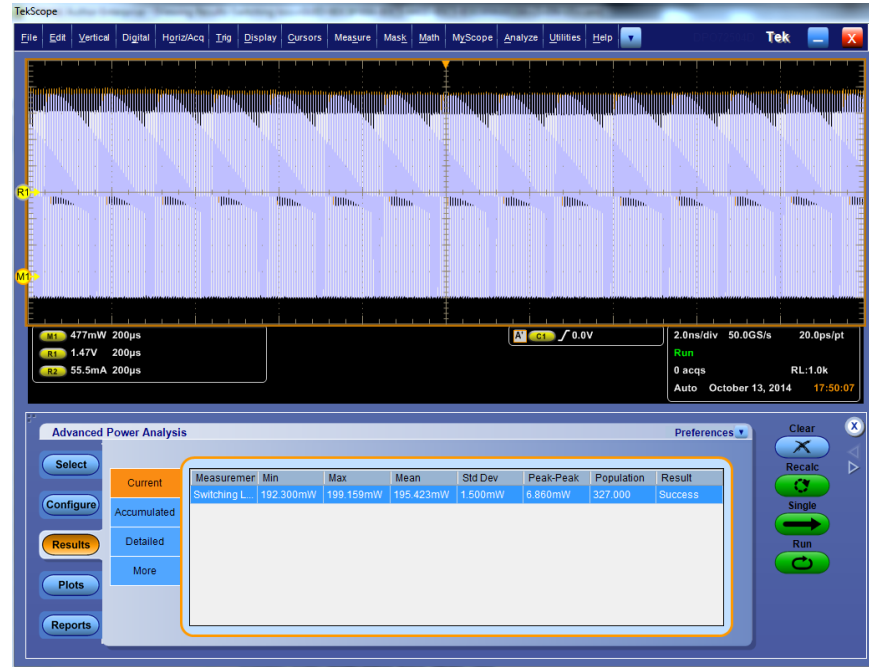 TekScope
File Edit Vertical Digital Horiz/Acq Trig Display Cursors Measure Mask Math MyScope Analyze Utilities Help Tek X
R1
M1
M1 477mW 200µs
R1 1.47V 200µs
R2 55.5mA 200µs
A' C1 0.0V
2.0ns/div 50.0GS/s 20.0ps/pt
Run
0 acqs RL:1.0k
Auto October 13, 2014 17:50:07
Advanced Power Analysis Preferences Clear X
Select
Configure
Results
Plots
Reports
Current
Accumulated
Detailed
More
Measuremer Min Max Mean Std Dev Peak-Peak Population Result
Switching L... 192.300mW 199.159mW 195.423mW 1.500mW 6.860mW 327.000 Success
Recalc
Single
Run